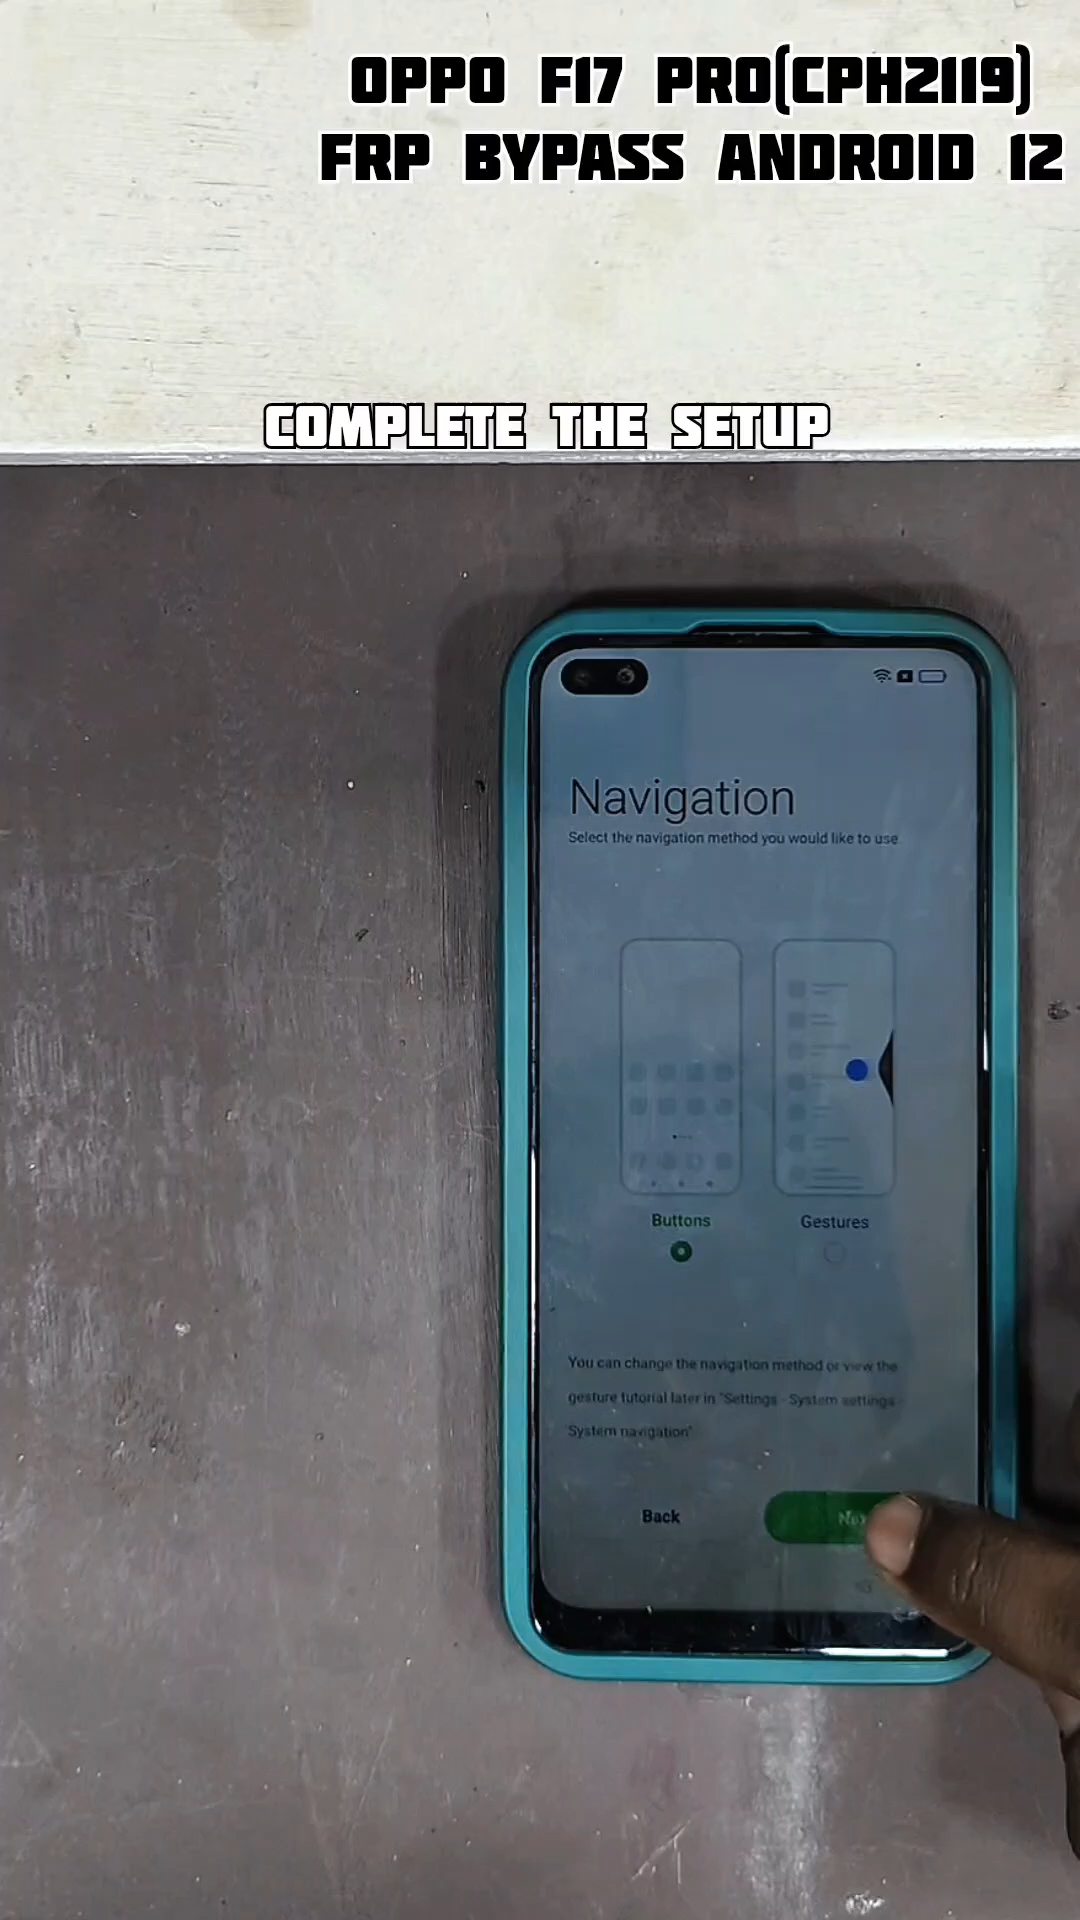 OPPO F17 PRO(CPH2119)
FRP BYPASS ANDROID 12
COMPLETE THE SETUP
Navigation
Select the navigation method you would like to use
Buttons
Gestures
You can change the navigation method or view the
gesture tutorial later in "Settings - System settings -
System navigation"
Back